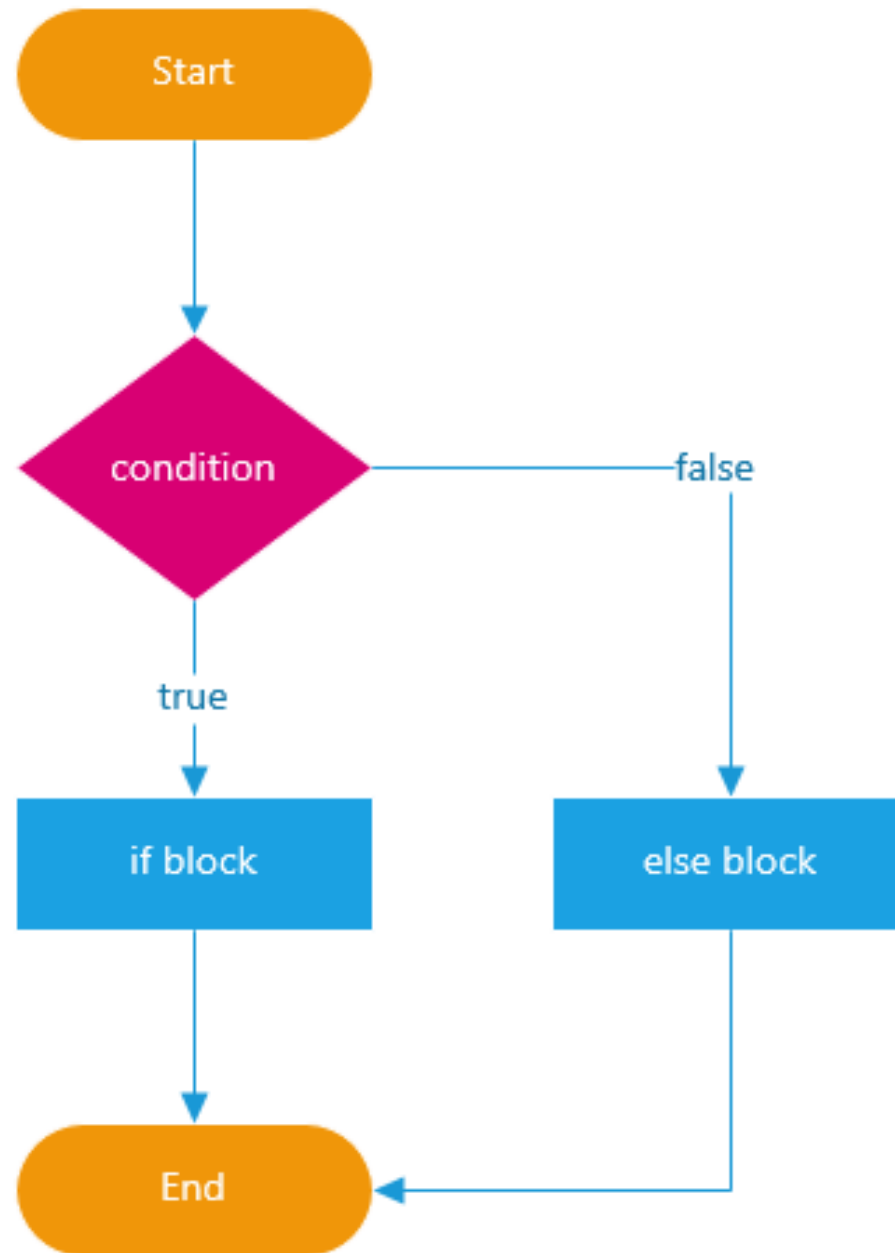 Start
condition
false
true
if block
else block
End